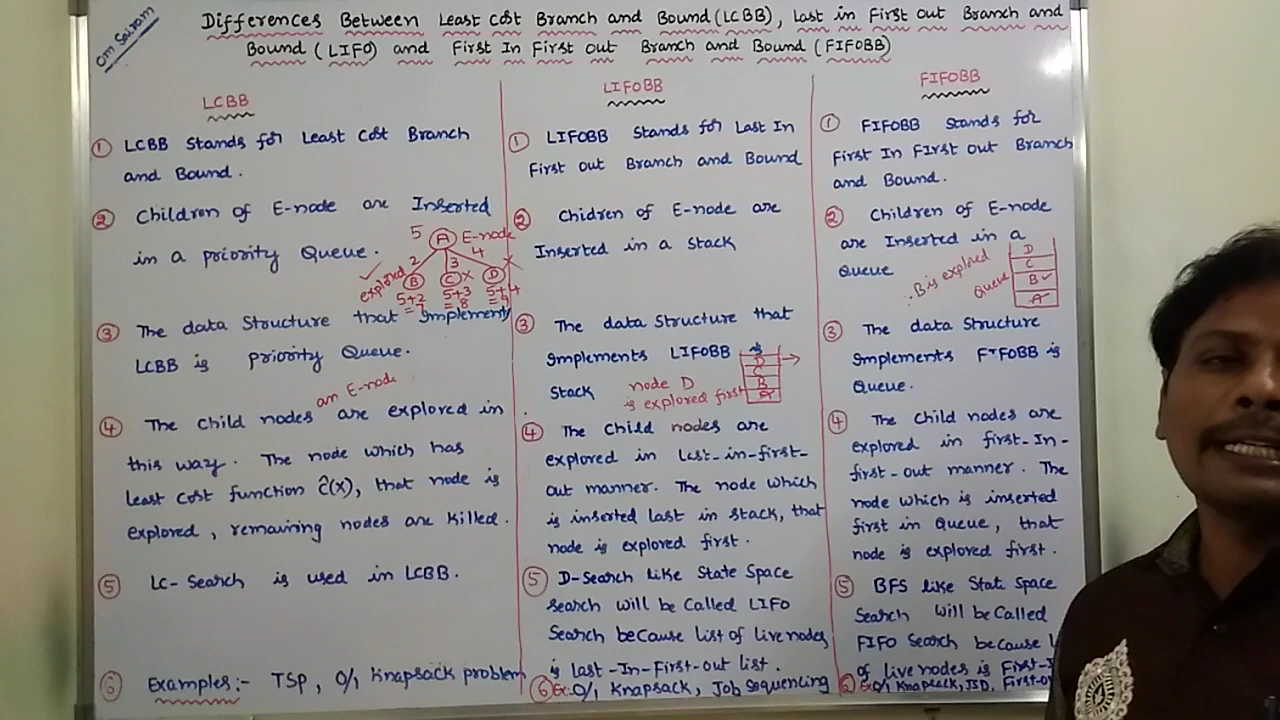 Om Sairam
Differences Between Least Cost Branch and Bound (LCBB), Last in First out Branch and
Bound (LIFO) and First In First out Branch and Bound (FIFOBB)
LCBB
① LCBB Stands for Least Cost Branch
and Bound.
② Children of E-node are Inserted
in a priority Queue.
5 A E-node
2 3 4
explored B C X D X
5+2 5+3 5+4
= 7 = 8 = 9
③ The data Structure that Implements
LCBB is priority Queue.
an E-node
④ The child nodes are explored in
this way. The node which has
least cost function ĉ(x), that node is
explored, remaining nodes are killed.
⑤ LC-Search is used in LCBB.
⑥ Examples:- TSP, 0/1 Knapsack problem
LIFOBB
① LIFOBB Stands for Last In
First out Branch and Bound
② Chidren of E-node are
Inserted in a stack
③ The data structure that
Implements LIFOBB is
Stack
node D
is explored first
D
C
B
A
④ The child nodes are
explored in last-in-first-
out manner. The node which
is inserted last in stack, that
node is explored first.
⑤ D-Search like State Space
Search will be Called LIFO
Search because list of live nodes
is last-In-First-out list.
⑥ Ex: 0/1 Knapsack, Job Sequencing
FIFOBB
① FIFOBB Stands for
First In First out Branch
and Bound.
② Children of E-node
are Inserted in a
Queue
∴ B is explored
Queue
D
C
B
A
③ The data Structure
Implements FIFOBB is
Queue.
④ The child nodes are
explored in first-In-
first-out manner. The
node which is inserted
first in Queue, that
node is explored first.
⑤ BFS like State Space
Search will be Called
FIFO Search because
of live nodes is First-I
⑥ Ex: 0/1 Knapsack, JSD. First-o